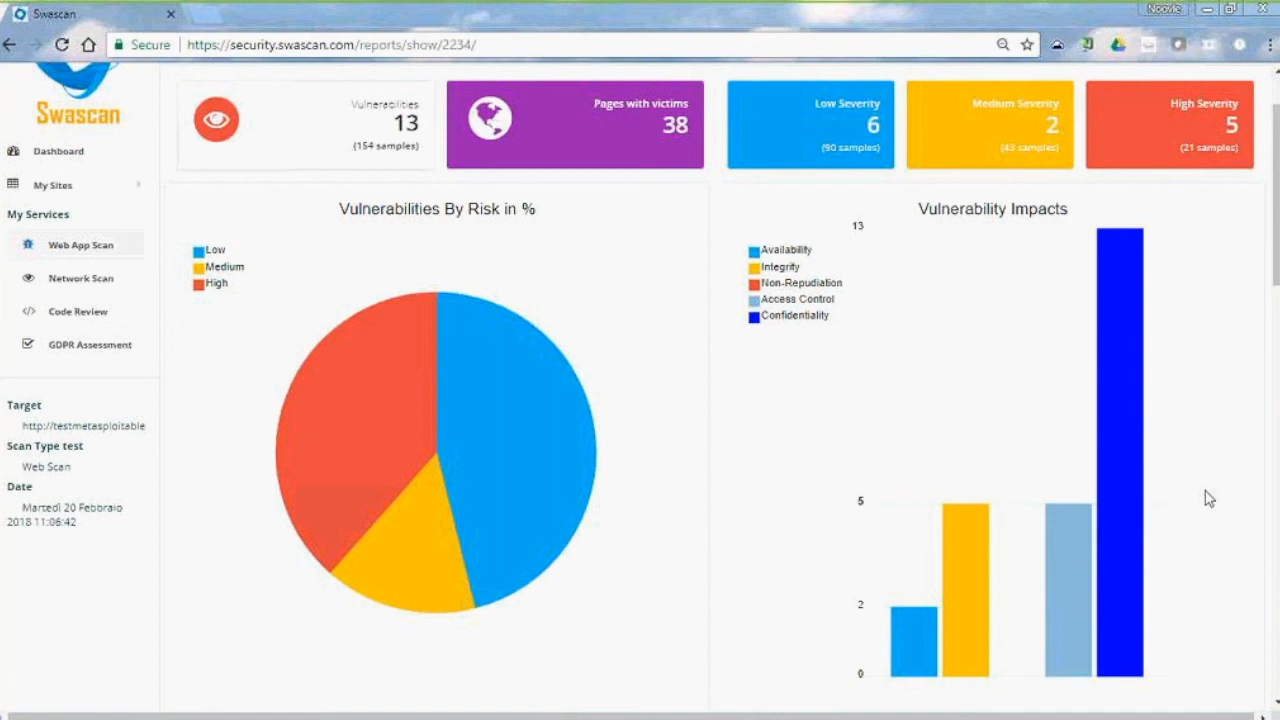 Swascan
Noovle
Secure
https://security.swascan.com/reports/show/2234/
Swascan
Dashboard
My Sites
My Services
Web App Scan
Network Scan
Code Review
GDPR Assessment
Target
http://testmetasploitable
Scan Type test
Web Scan
Date
Martedì 20 Febbraio
2018 11:06:42
Vulnerabilities
13
(154 samples)
Pages with victims
38
Low Severity
6
(90 samples)
Medium Severity
2
(43 samples)
High Severity
5
(21 samples)
Vulnerabilities By Risk in %
Low
Medium
High
Vulnerability Impacts
13
Availability
Integrity
Non-Repudiation
Access Control
Confidentiality
5
2
0